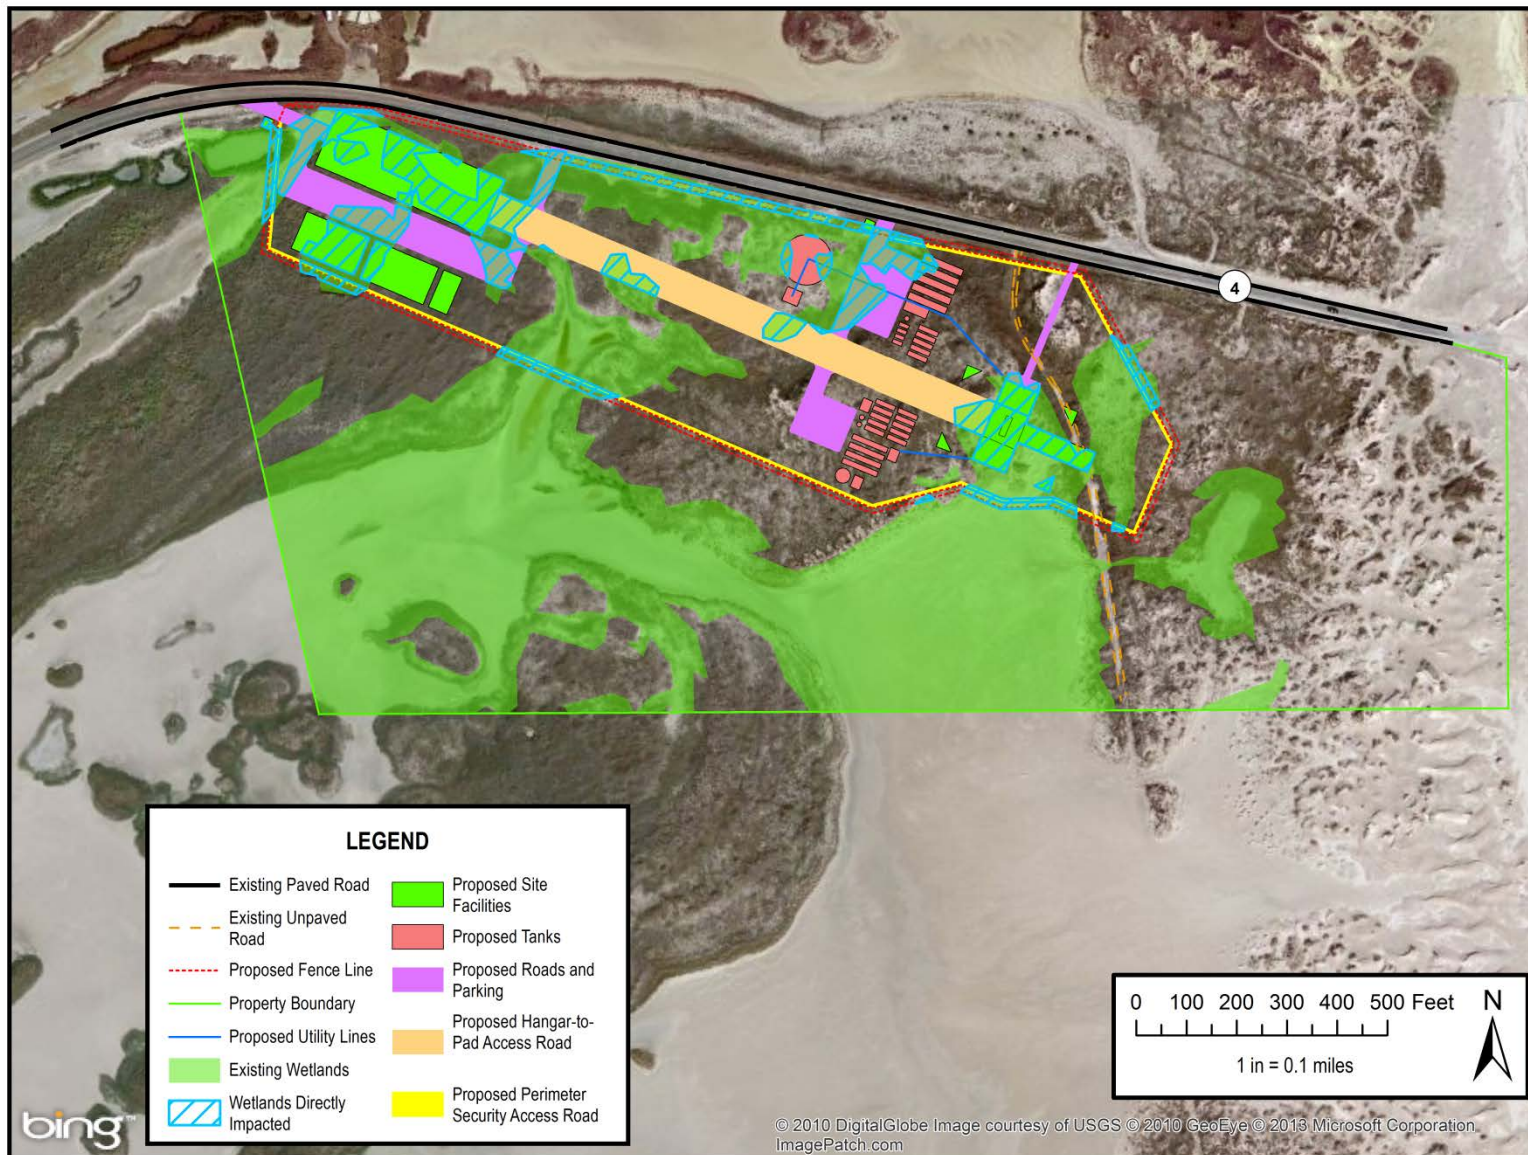 4
LEGEND
Existing Paved Road
Existing Unpaved
Road
Proposed Fence Line
Property Boundary
Proposed Utility Lines
Existing Wetlands
Wetlands Directly
Impacted
Proposed Site
Facilities
Proposed Tanks
Proposed Roads and
Parking
Proposed Hangar-to-
Pad Access Road
Proposed Perimeter
Security Access Road
0 100 200 300 400 500 Feet
N
1 in = 0.1 miles
bing™
© 2010 DigitalGlobe Image courtesy of USGS © 2010 GeoEye © 2013 Microsoft Corporation
ImagePatch.com